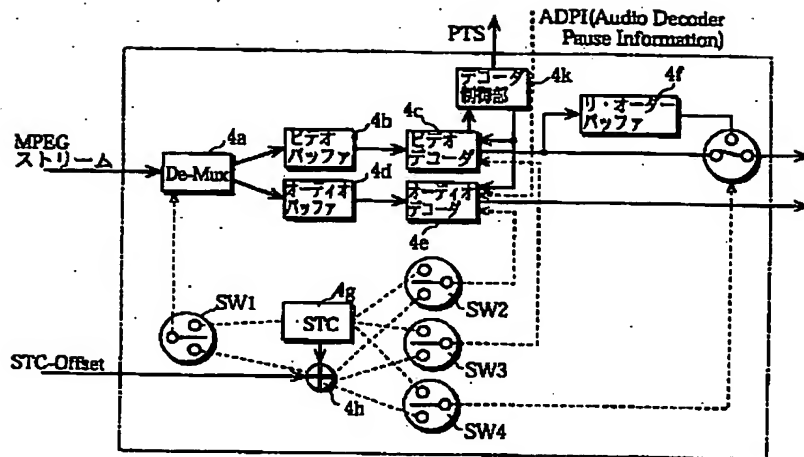 ADPI(Audio Decoder
Pause Information)
PTS
デコーダ
制御部
4k
4f
リ・オーダー
バッファ
4c
ビデオ
デコーダ
4b
ビデオ
バッファ
4a
MPEG
ストリーム
De-Mux
4d
オーディオ
バッファ
オーディオ
デコーダ
4e
SW1
4g
STC
SW2
SW3
STC-Offset
4h
SW4